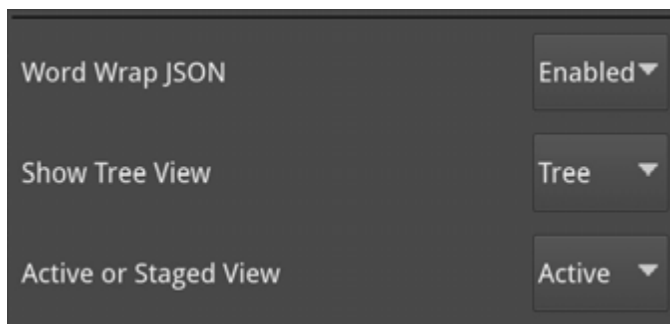 Word Wrap JSON Enabled
Show Tree View Tree
Active or Staged View Active